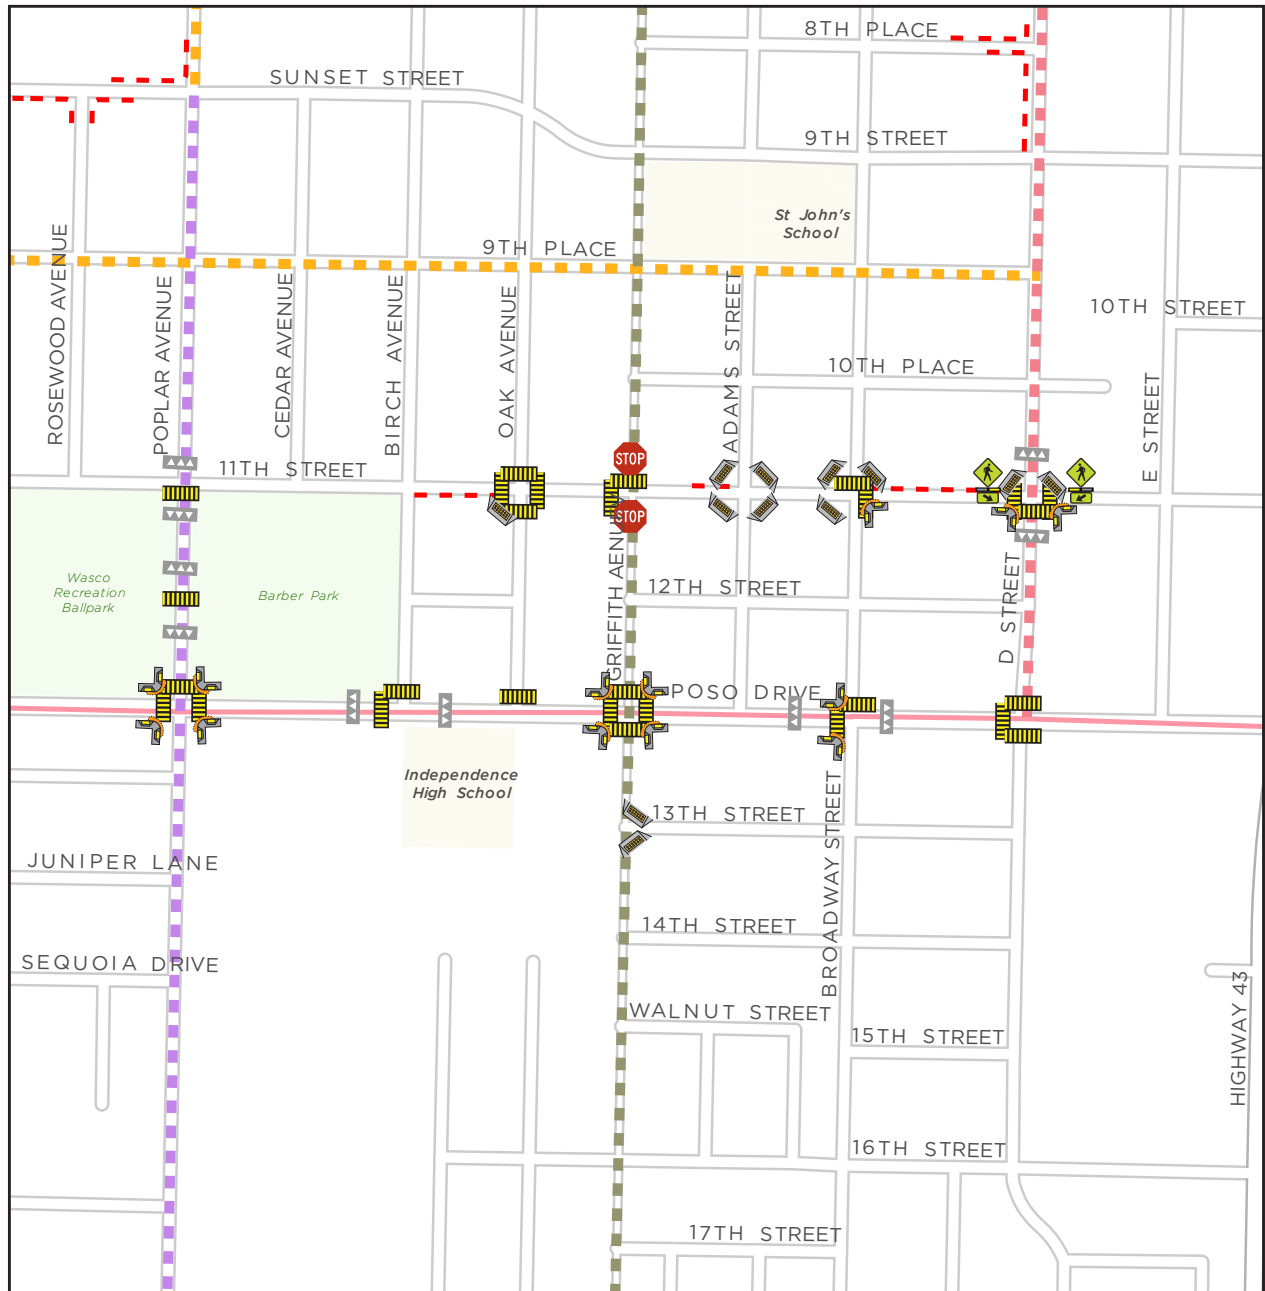 8TH PLACE
SUNSET STREET
9TH STREET
St John's
School
9TH PLACE
ROSEWOOD AVENUE
POPLAR AVENUE
CEDAR AVENUE
BIRCH AVENUE
OAK AVENUE
ADAMS STREET
10TH STREET
10TH PLACE
E STREET
11TH STREET
STOP
STOP
GRIFFITH AENUE
Wasco
Recreation
Ballpark
Barber Park
12TH STREET
D STREET
POSO DRIVE
Independence
High School
13TH STREET
BROADWAY STREET
JUNIPER LANE
14TH STREET
SEQUOIA DRIVE
WALNUT STREET
15TH STREET
HIGHWAY 43
16TH STREET
17TH STREET